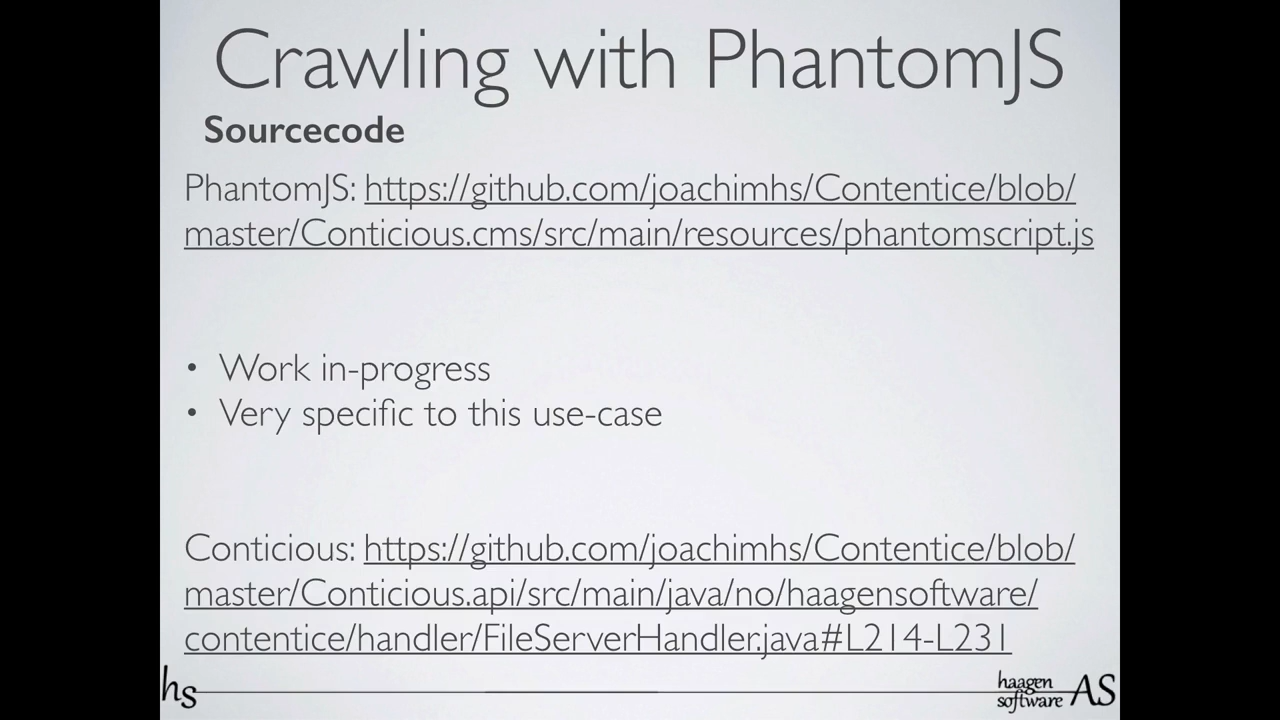 Crawling with PhantomJS
Sourcecode
PhantomJS: https://github.com/joachimhs/Contentice/blob/
master/Conticious.cms/src/main/resources/phantomscript.js
• Work in-progress
• Very specific to this use-case
Conticious: https://github.com/joachimhs/Contentice/blob/
master/Conticious.api/src/main/java/no/haagensoftware/
contentice/handler/FileServerHandler.java#L214-L231
hs
haagen
software AS